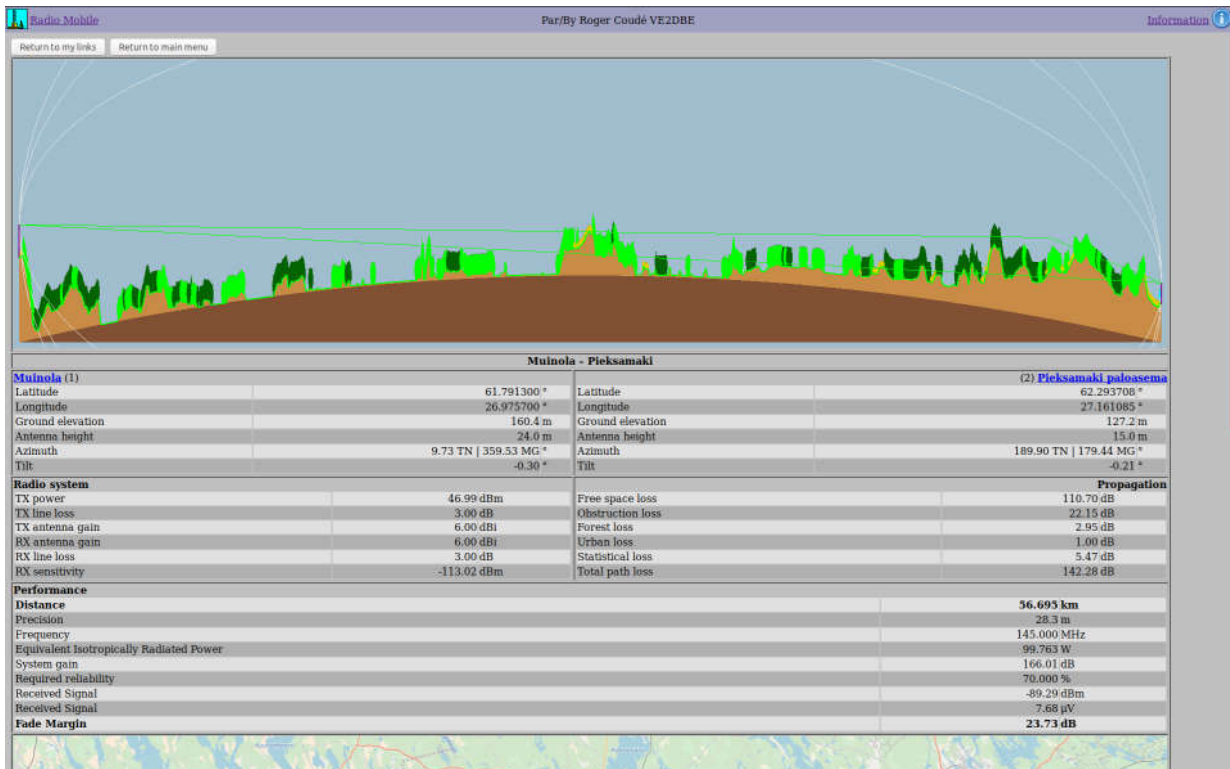 Radio Mobile Par/By Roger Coudé VE2DBE Information
Return to my links Return to main menu
Muinola - Pieksamaki
Muinola (1) (2) Pieksamaki paloasema
Latitude 61.791300 ° Latitude 62.293708 °
Longitude 26.975700 ° Longitude 27.161085 °
Ground elevation 160.4 m Ground elevation 127.2 m
Antenna height 24.0 m Antenna height 15.0 m
Azimuth 9.73 TN | 359.53 MG ° Azimuth 189.90 TN | 179.44 MG °
Tilt -0.30 ° Tilt -0.21 °
Radio system Propagation
TX power 46.99 dBm Free space loss 110.70 dB
TX line loss 3.00 dB Obstruction loss 22.15 dB
TX antenna gain 6.00 dBi Forest loss 2.95 dB
RX antenna gain 6.00 dBi Urban loss 1.00 dB
RX line loss 3.00 dB Statistical loss 5.47 dB
RX sensitivity -113.02 dBm Total path loss 142.28 dB
Performance
Distance 56.695 km
Precision 28.3 m
Frequency 145.000 MHz
Equivalent Isotropically Radiated Power 99.763 W
System gain 166.01 dB
Required reliability 70.000 %
Received Signal -89.29 dBm
Received Signal 7.68 µV
Fade Margin 23.73 dB